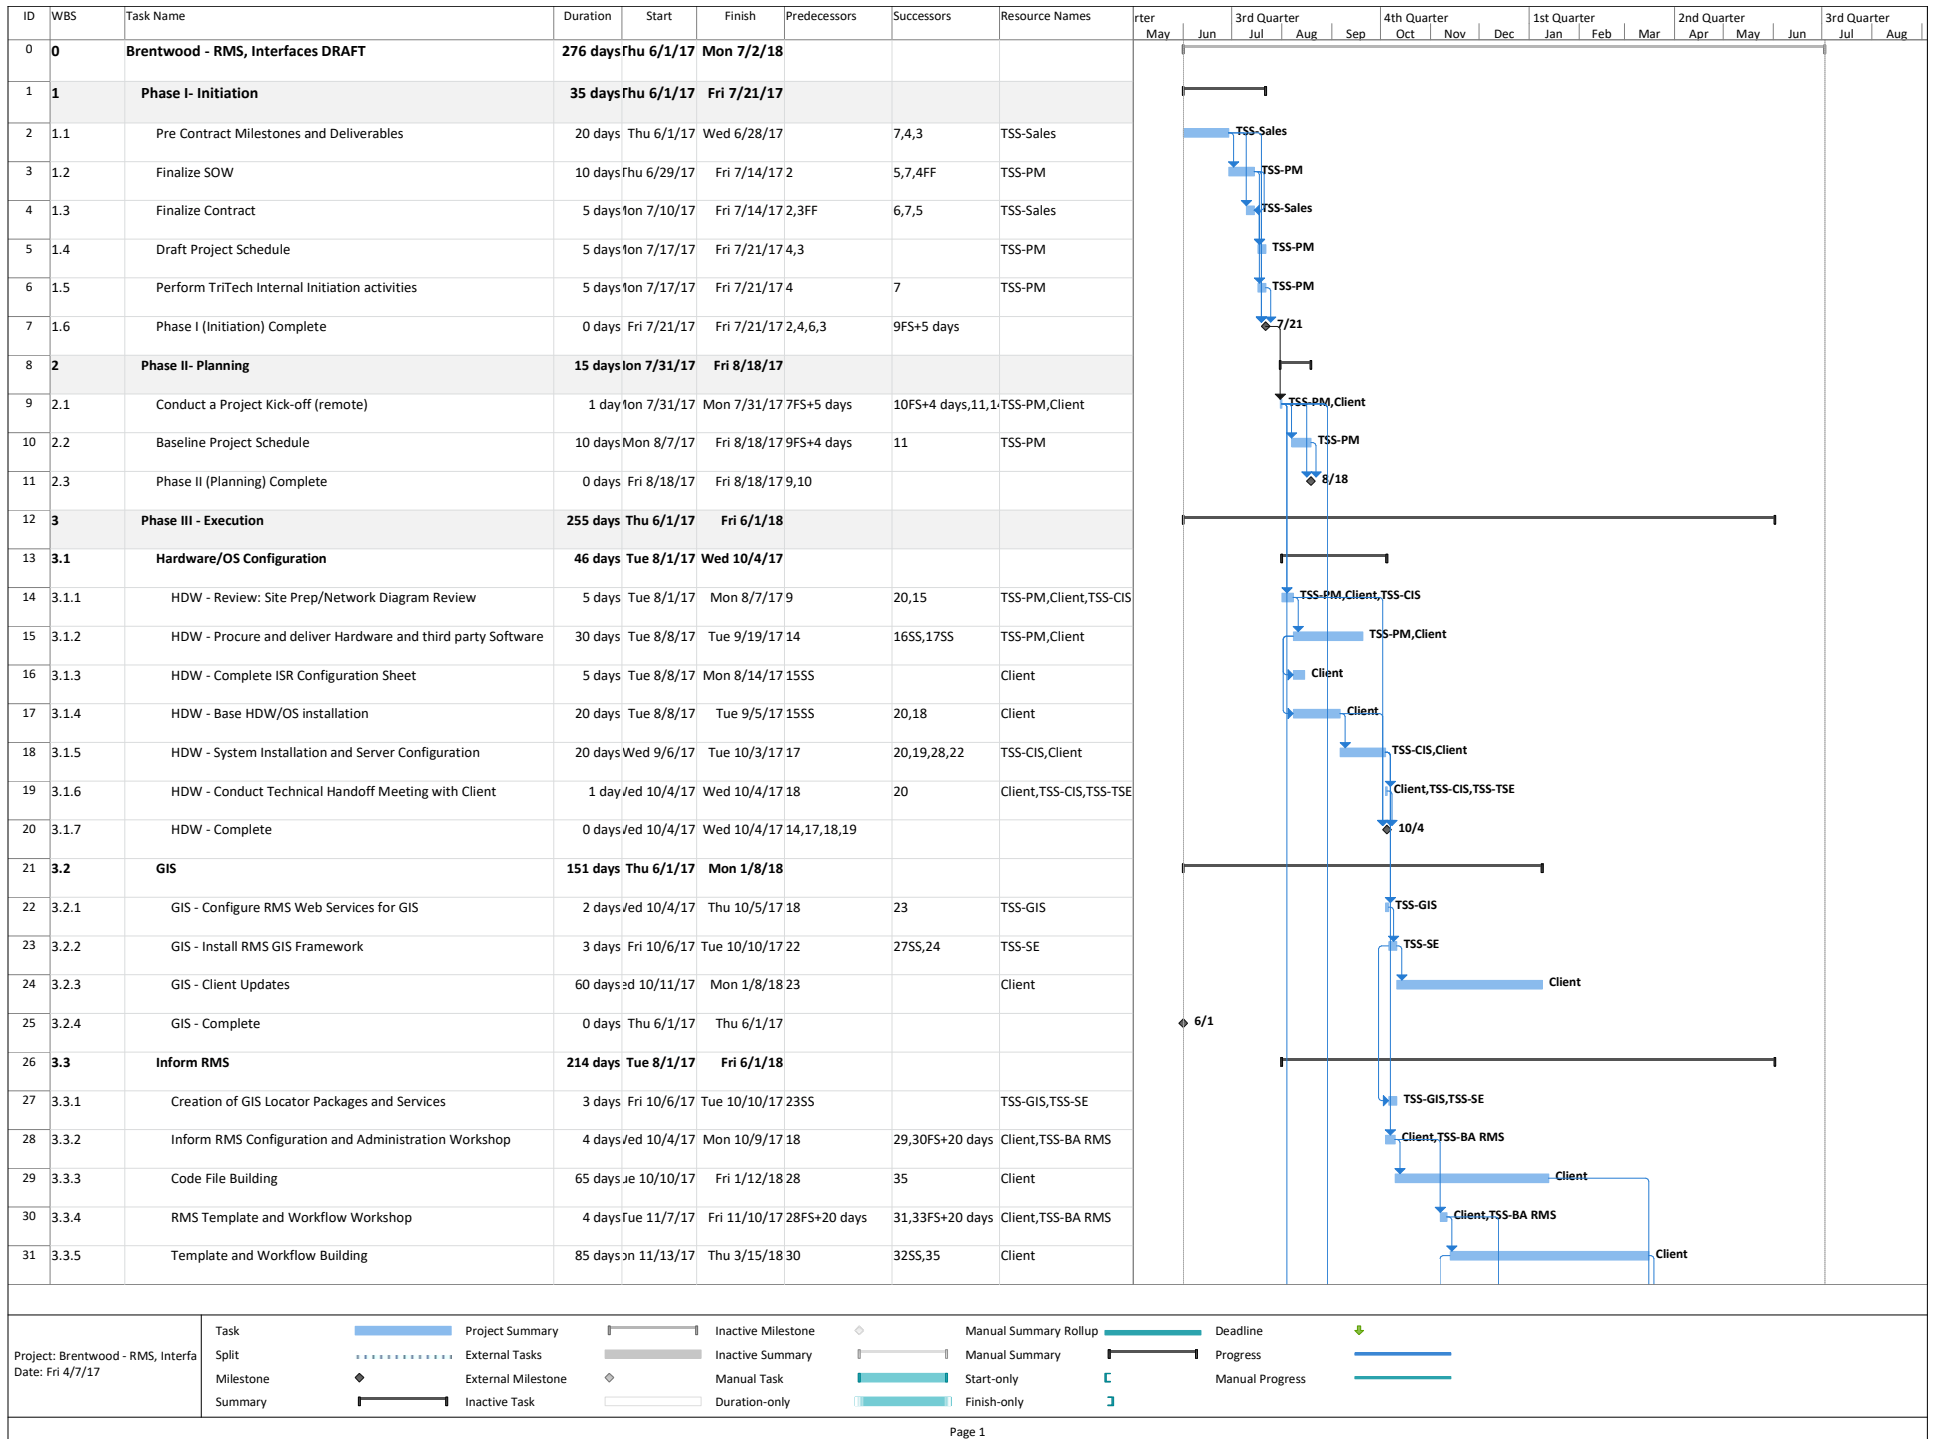 ID WBS Task Name Duration Start Finish Predecessors Successors Resource Names
rter 3rd Quarter 4th Quarter 1st Quarter 2nd Quarter 3rd Quarter
May Jun Jul Aug Sep Oct Nov Dec Jan Feb Mar Apr May Jun Jul Aug
0 0 Brentwood - RMS, Interfaces DRAFT 276 days Thu 6/1/17 Mon 7/2/18
1 1 Phase I- Initiation 35 days Thu 6/1/17 Fri 7/21/17
2 1.1 Pre Contract Milestones and Deliverables 20 days Thu 6/1/17 Wed 6/28/17 7,4,3 TSS-Sales TSS-Sales
3 1.2 Finalize SOW 10 days Thu 6/29/17 Fri 7/14/17 2 5,7,4FF TSS-PM TSS-PM
4 1.3 Finalize Contract 5 days Mon 7/10/17 Fri 7/14/17 2,3FF 6,7,5 TSS-Sales TSS-Sales
5 1.4 Draft Project Schedule 5 days Mon 7/17/17 Fri 7/21/17 4,3 TSS-PM TSS-PM
6 1.5 Perform TriTech Internal Initiation activities 5 days Mon 7/17/17 Fri 7/21/17 4 7 TSS-PM TSS-PM
7 1.6 Phase I (Initiation) Complete 0 days Fri 7/21/17 Fri 7/21/17 2,4,6,3 9FS+5 days 7/21
8 2 Phase II- Planning 15 days Mon 7/31/17 Fri 8/18/17
9 2.1 Conduct a Project Kick-off (remote) 1 day Mon 7/31/17 Mon 7/31/17 7FS+5 days 10FS+4 days,11,14 TSS-PM,Client TSS-PM,Client
10 2.2 Baseline Project Schedule 10 days Mon 8/7/17 Fri 8/18/17 9FS+4 days 11 TSS-PM TSS-PM
11 2.3 Phase II (Planning) Complete 0 days Fri 8/18/17 Fri 8/18/17 9,10 8/18
12 3 Phase III - Execution 255 days Thu 6/1/17 Fri 6/1/18
13 3.1 Hardware/OS Configuration 46 days Tue 8/1/17 Wed 10/4/17
14 3.1.1 HDW - Review: Site Prep/Network Diagram Review 5 days Tue 8/1/17 Mon 8/7/17 9 20,15 TSS-PM,Client,TSS-CIS TSS-PM,Client,TSS-CIS
15 3.1.2 HDW - Procure and deliver Hardware and third party Software 30 days Tue 8/8/17 Tue 9/19/17 14 16SS,17SS TSS-PM,Client TSS-PM,Client
16 3.1.3 HDW - Complete ISR Configuration Sheet 5 days Tue 8/8/17 Mon 8/14/17 15SS Client Client
17 3.1.4 HDW - Base HDW/OS installation 20 days Tue 8/8/17 Tue 9/5/17 15SS 20,18 Client Client
18 3.1.5 HDW - System Installation and Server Configuration 20 days Wed 9/6/17 Tue 10/3/17 17 20,19,28,22 TSS-CIS,Client TSS-CIS,Client
19 3.1.6 HDW - Conduct Technical Handoff Meeting with Client 1 day Wed 10/4/17 Wed 10/4/17 18 20 Client,TSS-CIS,TSS-TSE Client,TSS-CIS,TSS-TSE
20 3.1.7 HDW - Complete 0 days Wed 10/4/17 Wed 10/4/17 14,17,18,19 10/4
21 3.2 GIS 151 days Thu 6/1/17 Mon 1/8/18
22 3.2.1 GIS - Configure RMS Web Services for GIS 2 days Wed 10/4/17 Thu 10/5/17 18 23 TSS-GIS TSS-GIS
23 3.2.2 GIS - Install RMS GIS Framework 3 days Fri 10/6/17 Tue 10/10/17 22 27SS,24 TSS-SE TSS-SE
24 3.2.3 GIS - Client Updates 60 days Wed 10/11/17 Mon 1/8/18 23 Client Client
25 3.2.4 GIS - Complete 0 days Thu 6/1/17 Thu 6/1/17 6/1
26 3.3 Inform RMS 214 days Tue 8/1/17 Fri 6/1/18
27 3.3.1 Creation of GIS Locator Packages and Services 3 days Fri 10/6/17 Tue 10/10/17 23SS TSS-GIS,TSS-SE TSS-GIS,TSS-SE
28 3.3.2 Inform RMS Configuration and Administration Workshop 4 days Wed 10/4/17 Mon 10/9/17 18 29,30FS+20 days Client,TSS-BA RMS Client,TSS-BA RMS
29 3.3.3 Code File Building 65 days Tue 10/10/17 Fri 1/12/18 28 35 Client Client
30 3.3.4 RMS Template and Workflow Workshop 4 days Tue 11/7/17 Fri 11/10/17 28FS+20 days 31,33FS+20 days Client,TSS-BA RMS Client,TSS-BA RMS
31 3.3.5 Template and Workflow Building 85 days Mon 11/13/17 Thu 3/15/18 30 32SS,35 Client Client
Project: Brentwood - RMS, Interfa
Date: Fri 4/7/17
Task Project Summary Inactive Milestone Manual Summary Rollup Deadline
Split External Tasks Inactive Summary Manual Summary Progress
Milestone External Milestone Manual Task Start-only Manual Progress
Summary Inactive Task Duration-only Finish-only
Page 1